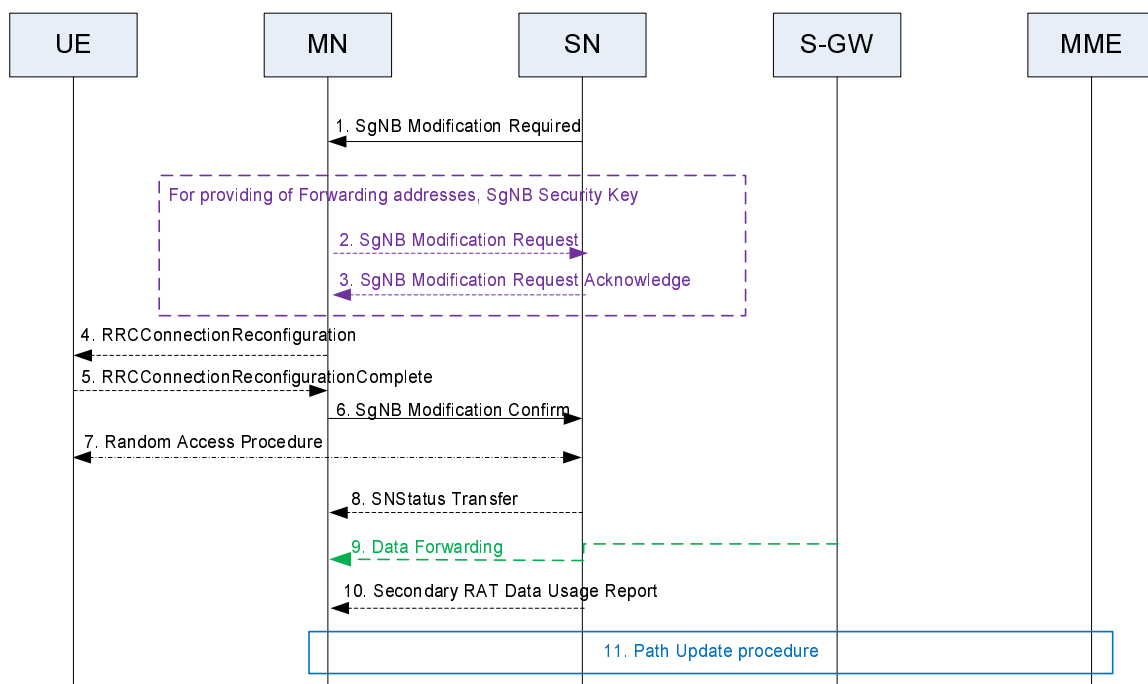 UE
MN
SN
S-GW
MME
1. SgNB Modification Required
For providing of Forwarding addresses, SgNB Security Key
2. SgNB Modification Request
3. SgNB Modification Request Acknowledge
4. RRCConnectionReconfiguration
5. RRCConnectionReconfigurationComplete
6. SgNB Modification Confirm
7. Random Access Procedure
8. SNStatus Transfer
9. Data Forwarding
10. Secondary RAT Data Usage Report
11. Path Update procedure